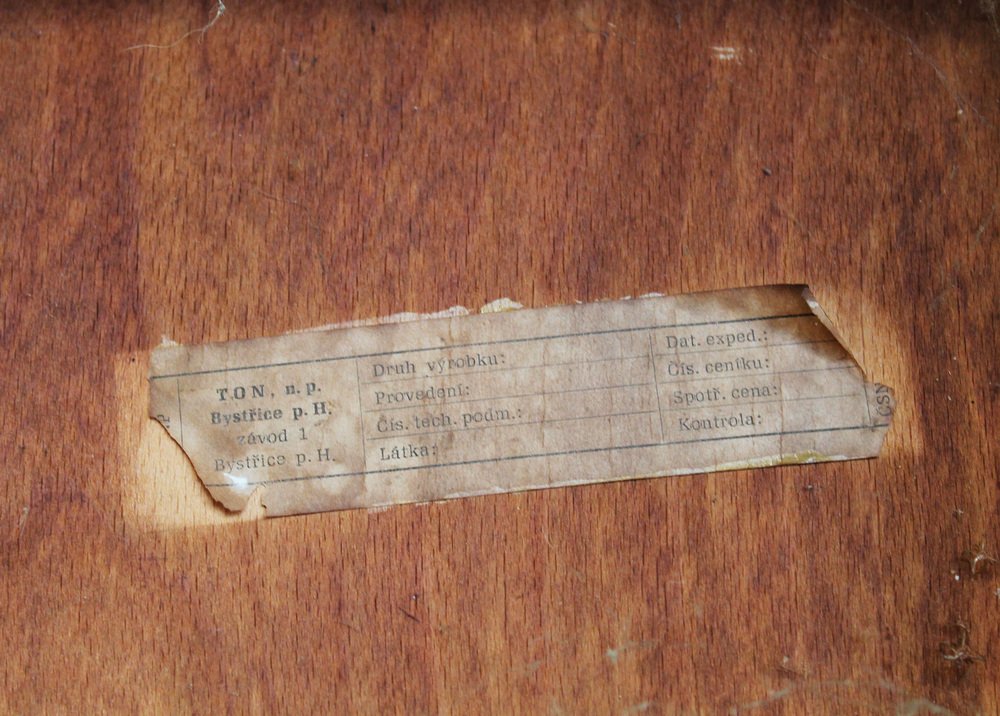 TON, n. p.
Bystřice p. H.
závod 1
Bystřice p. H.
Druh výrobku:
Provedení:
Čís. tech. podm.:
Látka:
Dat. exped.:
Čís. ceníku:
Spotř. cena:
Kontrola:
ČSN